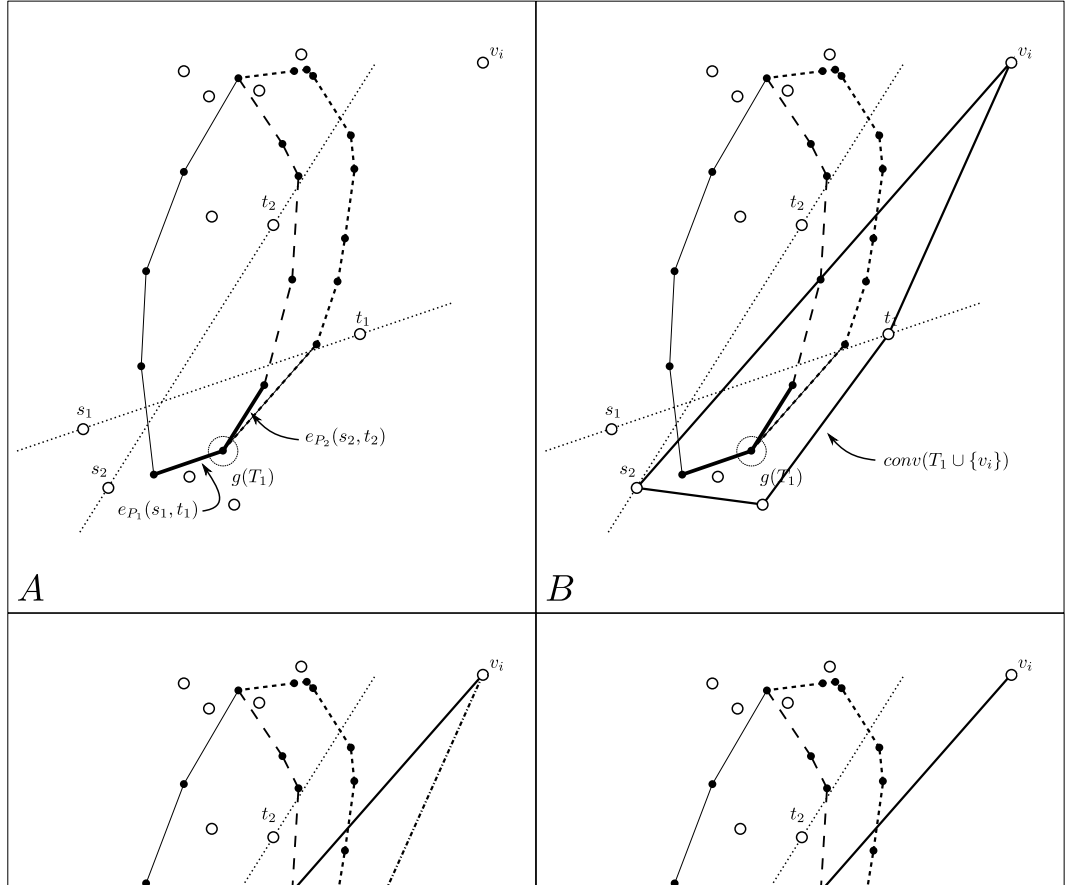 v_i
t_2
t_1
s_1
s_2
e_{P_2}(s_2, t_2)
g(T_1)
e_{P_1}(s_1, t_1)
A
v_i
t_2
t_1
s_1
s_2
conv(T_1 ∪ {v_i})
g(T_1)
B
v_i
t_2
v_i
t_2